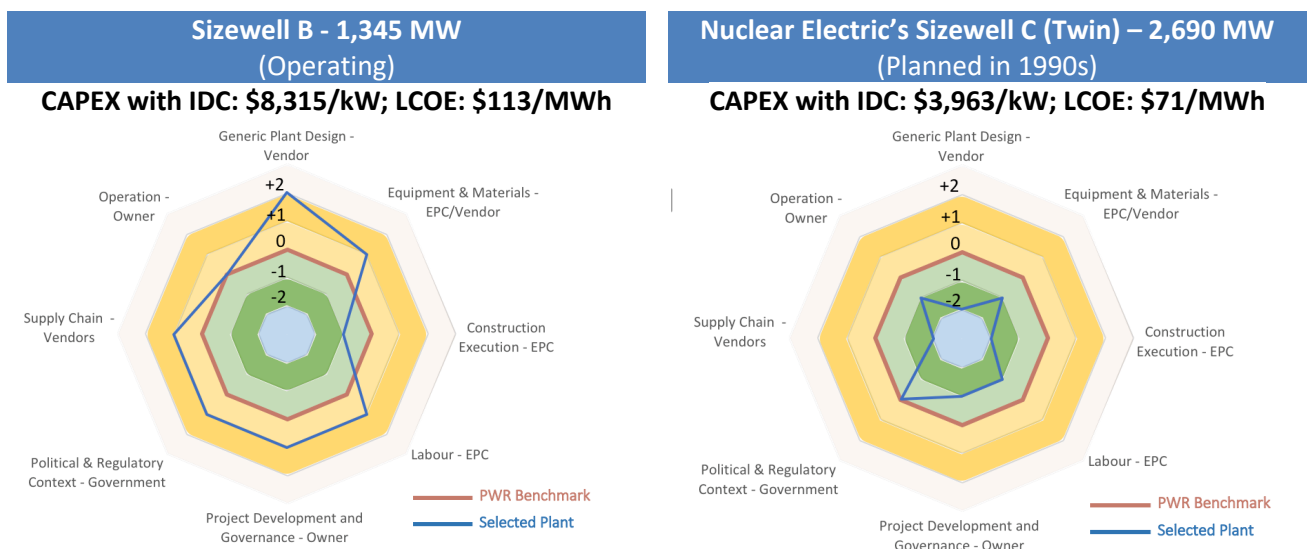 Sizewell B - 1,345 MW
(Operating)
CAPEX with IDC: $8,315/kW; LCOE: $113/MWh
Generic Plant Design -
Vendor
Equipment & Materials -
EPC/Vendor
Construction
Execution - EPC
Labour - EPC
Project Development and
Governance - Owner
Political & Regulatory
Context - Government
Supply Chain -
Vendors
Operation -
Owner
+2
+1
0
-1
-2
PWR Benchmark
Selected Plant
Nuclear Electric's Sizewell C (Twin) – 2,690 MW
(Planned in 1990s)
CAPEX with IDC: $3,963/kW; LCOE: $71/MWh
Generic Plant Design -
Vendor
Equipment & Materials -
EPC/Vendor
Construction
Execution - EPC
Labour - EPC
Project Development and
Governance - Owner
Political & Regulatory
Context - Government
Supply Chain -
Vendors
Operation -
Owner
+2
+1
0
-1
-2
PWR Benchmark
Selected Plant